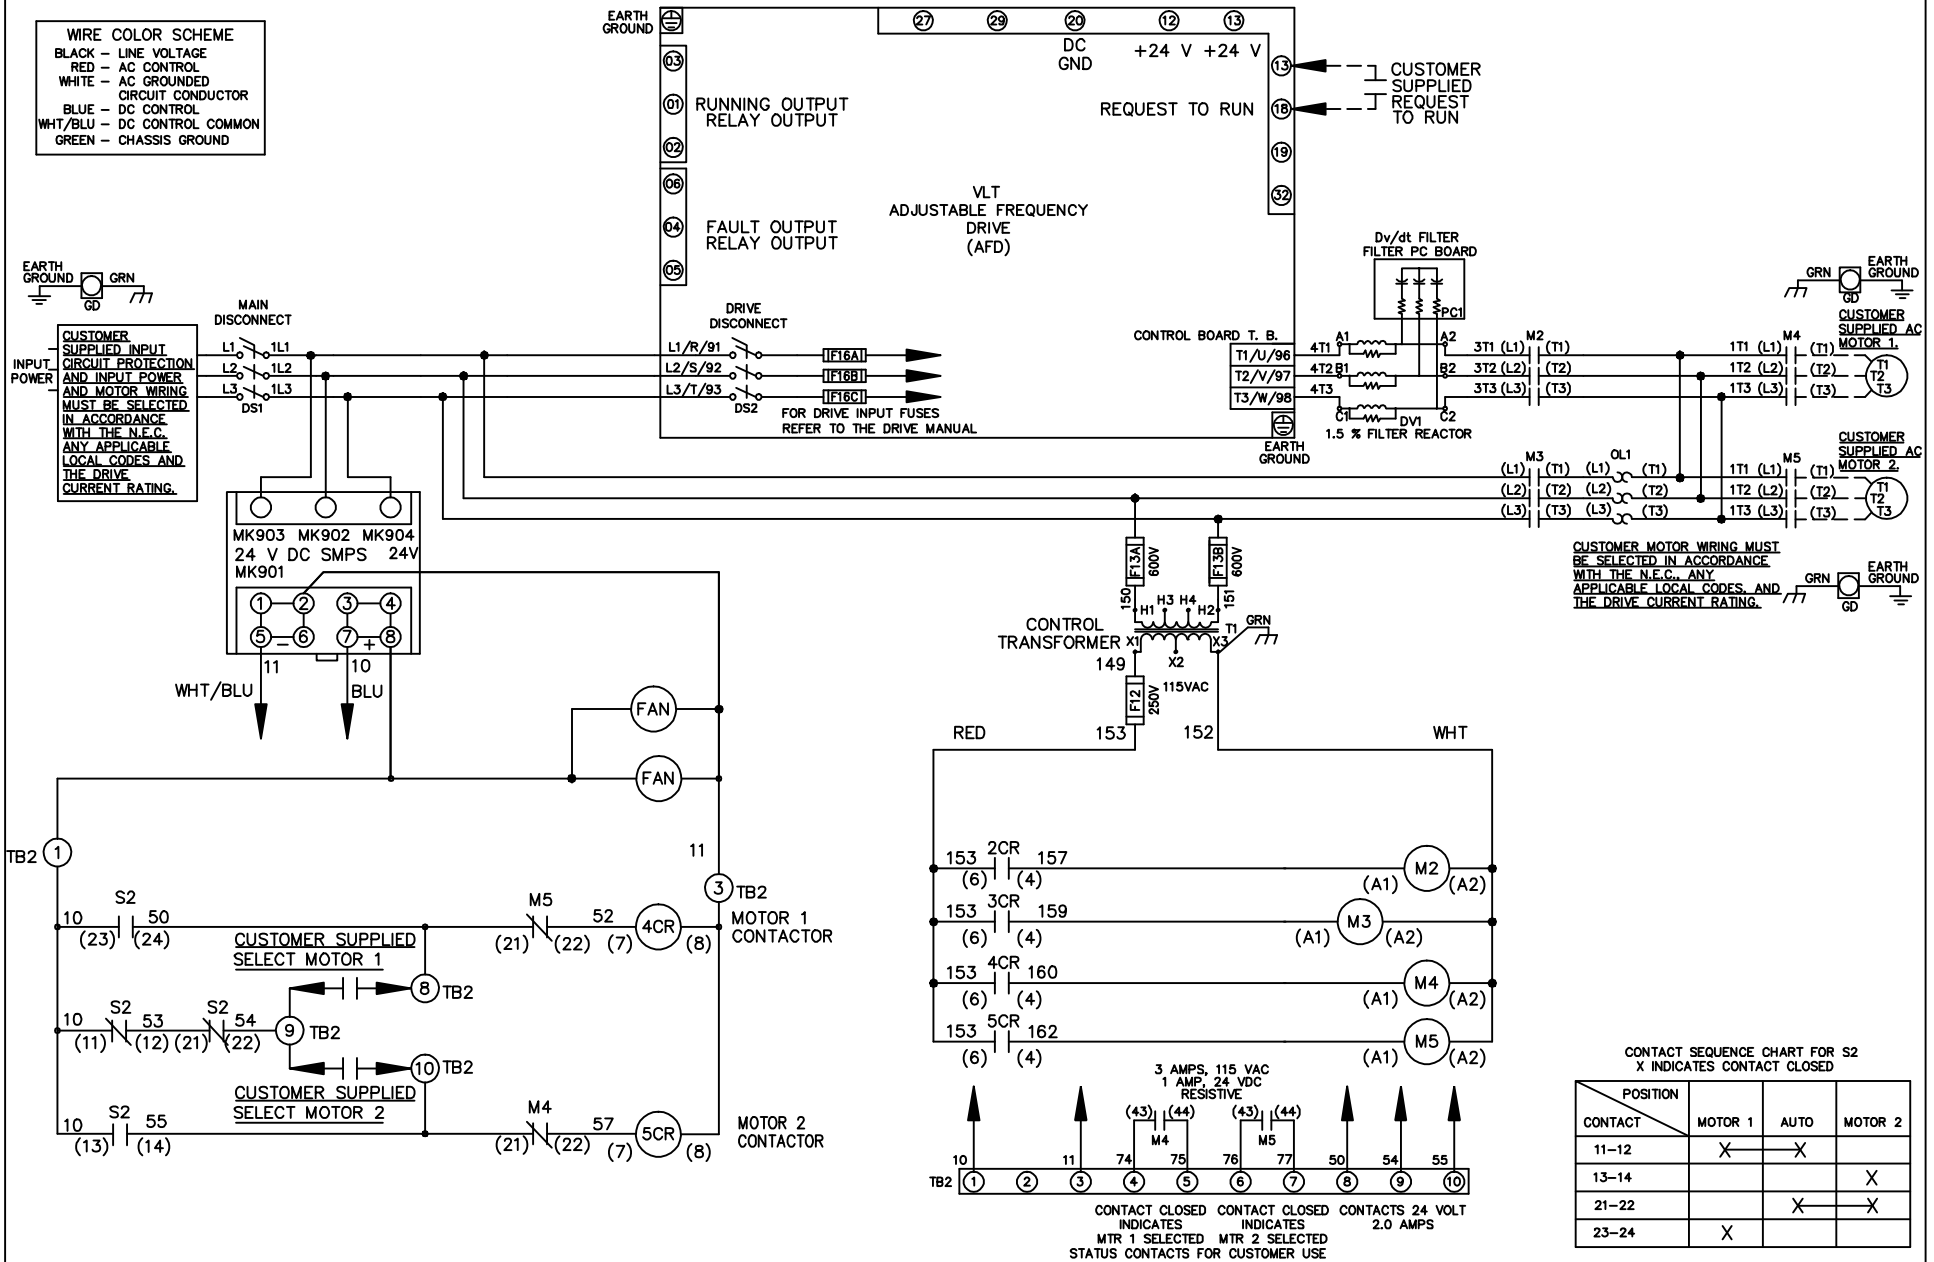 WIRE COLOR SCHEME
BLACK – LINE VOLTAGE
RED – AC CONTROL
WHITE – AC GROUNDED
CIRCUIT CONDUCTOR
BLUE – DC CONTROL
WHT/BLU – DC CONTROL COMMON
GREEN – CHASSIS GROUND
EARTH
GROUND
27 29 20 12 13
DC
GND
+24 V +24 V
03
01
02
RUNNING OUTPUT
RELAY OUTPUT
06
04
05
FAULT OUTPUT
RELAY OUTPUT
REQUEST TO RUN
13
18
19
32
CUSTOMER
SUPPLIED
REQUEST
TO RUN
VLT
ADJUSTABLE FREQUENCY
DRIVE
(AFD)
Dv/dt FILTER
FILTER PC BOARD
PC1
EARTH
GROUND
GRN
GD
INPUT
POWER
CUSTOMER
SUPPLIED INPUT
CIRCUIT PROTECTION
AND INPUT POWER
AND MOTOR WIRING
MUST BE SELECTED
IN ACCORDANCE
WITH THE N.E.C.
ANY APPLICABLE
LOCAL CODES AND
THE DRIVE
CURRENT RATING.
MAIN
DISCONNECT
L1 1L1
L2 1L2
L3 1L3
DS1
DRIVE
DISCONNECT
L1/R/91
L2/S/92
L3/T/93
DS2
F16A
F16B
F16C
FOR DRIVE INPUT FUSES
REFER TO THE DRIVE MANUAL
CONTROL BOARD T. B.
T1/U/96
T2/V/97
T3/W/98
EARTH
GROUND
4T1 A1 A2
4T2 B1 B2
4T3 C1 C2
DV1
1.5 % FILTER REACTOR
M2
3T1 (L1) (T1)
3T2 (L2) (T2)
3T3 (L3) (T3)
M4
1T1 (L1) (T1)
1T2 (L2) (T2)
1T3 (L3) (T3)
GRN
GD
EARTH
GROUND
CUSTOMER
SUPPLIED AC
MOTOR 1.
T1
T2
T3
M3
(L1) (T1)
(L2) (T2)
(L3) (T3)
OL1
(L1) (T1)
(L2) (T2)
(L3) (T3)
M5
1T1 (L1) (T1)
1T2 (L2) (T2)
1T3 (L3) (T3)
CUSTOMER
SUPPLIED AC
MOTOR 2.
T1
T2
T3
CUSTOMER MOTOR WIRING MUST
BE SELECTED IN ACCORDANCE
WITH THE N.E.C., ANY
APPLICABLE LOCAL CODES, AND
THE DRIVE CURRENT RATING.
GRN
GD
EARTH
GROUND
MK903 MK902 MK904
24 V DC SMPS 24V
MK901
1 2 3 4
5 – 6 7 + 8
11
10
WHT/BLU
BLU
FAN
FAN
F13A
600V
F13B
600V
150
151
H1 H3 H4 H2
CONTROL
TRANSFORMER
X1 X2 X3
T1
GRN
149
115VAC
F12
250V
153
152
RED
WHT
TB2 1
11
3 TB2
10 S2 50
(23) (24)
M5
(21) (22)
52
(7) 4CR (8)
MOTOR 1
CONTACTOR
CUSTOMER SUPPLIED
SELECT MOTOR 1
8 TB2
10 S2 53
(11) (12)
S2 54
(21) (22)
9 TB2
10 TB2
CUSTOMER SUPPLIED
SELECT MOTOR 2
10 S2 55
(13) (14)
M4
(21) (22)
57
(7) 5CR (8)
MOTOR 2
CONTACTOR
153 2CR 157
(6) (4)
(A1) M2 (A2)
153 3CR 159
(6) (4)
(A1) M3 (A2)
153 4CR 160
(6) (4)
(A1) M4 (A2)
153 5CR 162
(6) (4)
(A1) M5 (A2)
3 AMPS, 115 VAC
1 AMP, 24 VDC
RESISTIVE
(43) (44)
M4
(43) (44)
M5
10 11 74 75 76 77 50 54 55
TB2 1 2 3 4 5 6 7 8 9 10
CONTACT CLOSED
INDICATES
MTR 1 SELECTED
CONTACT CLOSED
INDICATES
MTR 2 SELECTED
STATUS CONTACTS FOR CUSTOMER USE
CONTACTS 24 VOLT
2.0 AMPS
CONTACT SEQUENCE CHART FOR S2
X INDICATES CONTACT CLOSED
POSITION
CONTACT MOTOR 1 AUTO MOTOR 2
11–12 X X
13–14 X
21–22 X X
23–24 X